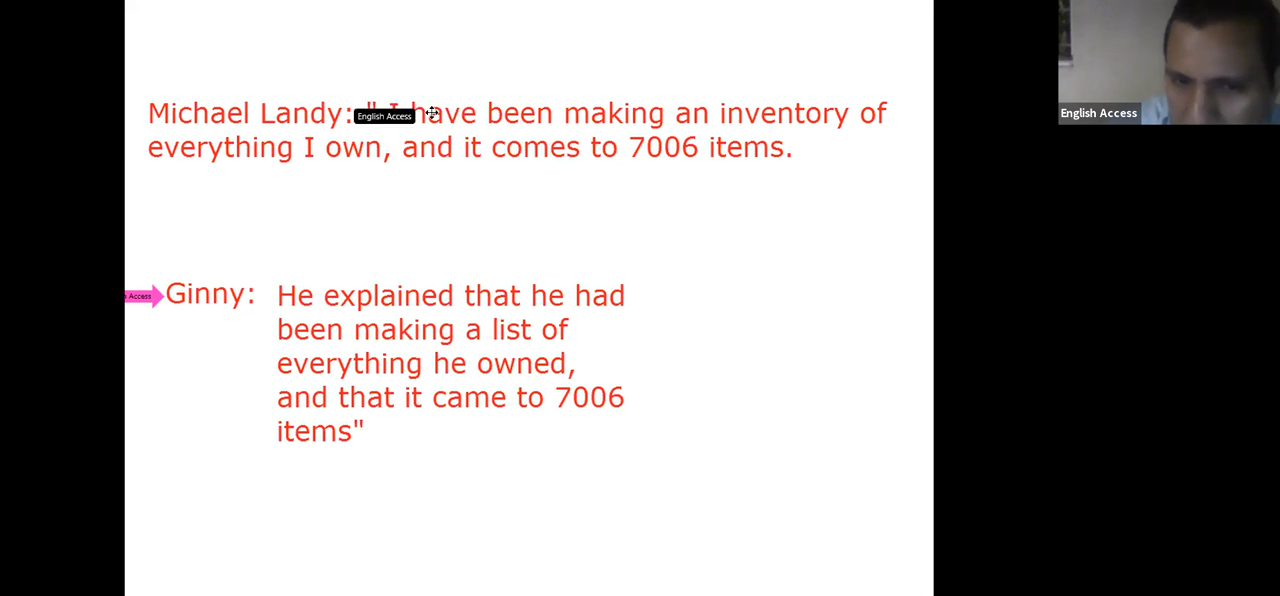 Michael Landy: " I have been making an inventory of
English Access
everything I own, and it comes to 7006 items.
English Access
Access
Ginny: He explained that he had
been making a list of
everything he owned,
and that it came to 7006
items"